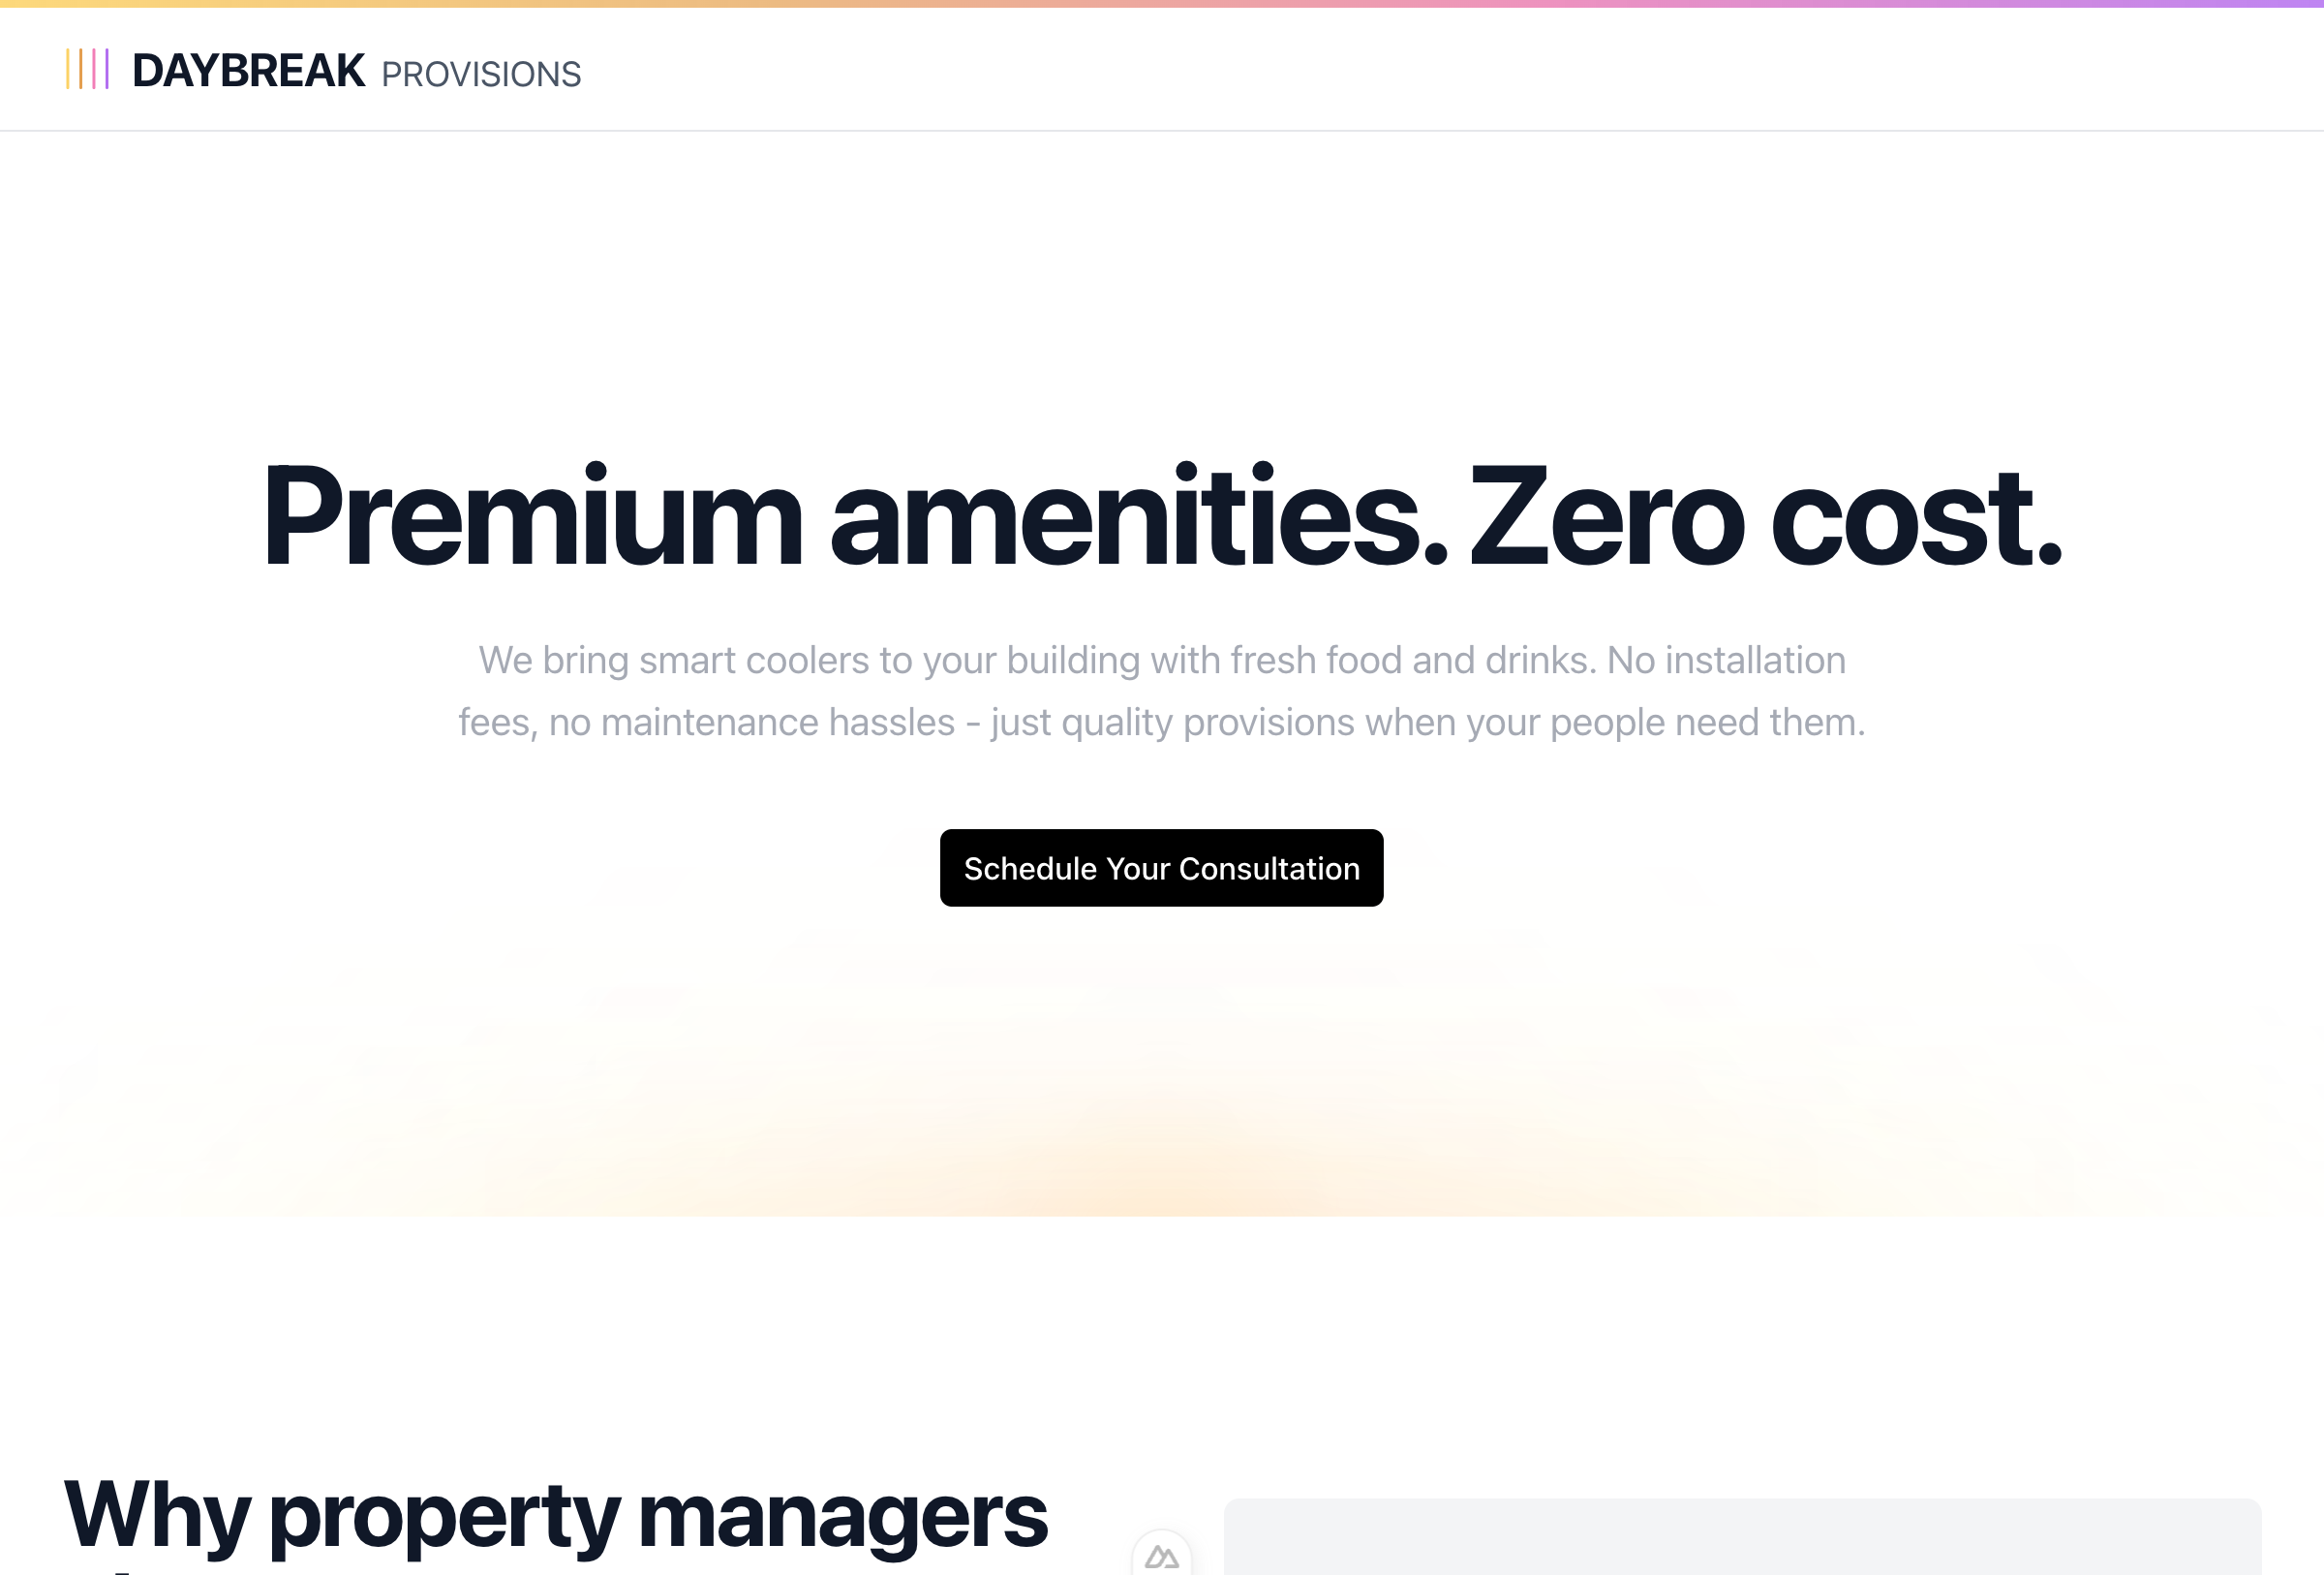 DAYBREAK PROVISIONS
Premium amenities. Zero cost.
We bring smart coolers to your building with fresh food and drinks. No installation
fees, no maintenance hassles - just quality provisions when your people need them.
Schedule Your Consultation
Why property managers